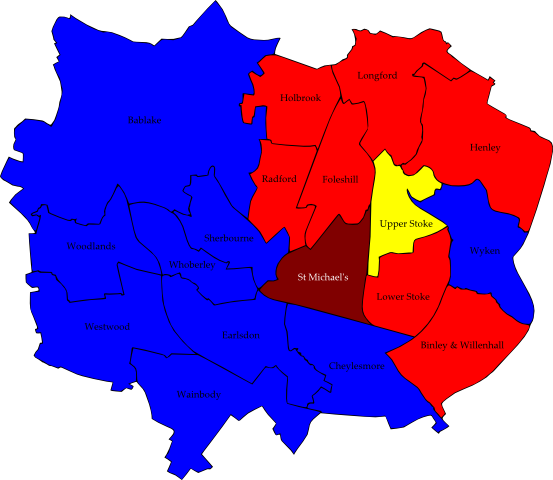 Longford
Holbrook
Bablake
Henley
Radford
Foleshill
Upper Stoke
Sherbourne
Woodlands
Wyken
Whoberley
St Michael's
Lower Stoke
Westwood
Earlsdon
Binley & Willenhall
Cheylesmore
Wainbody